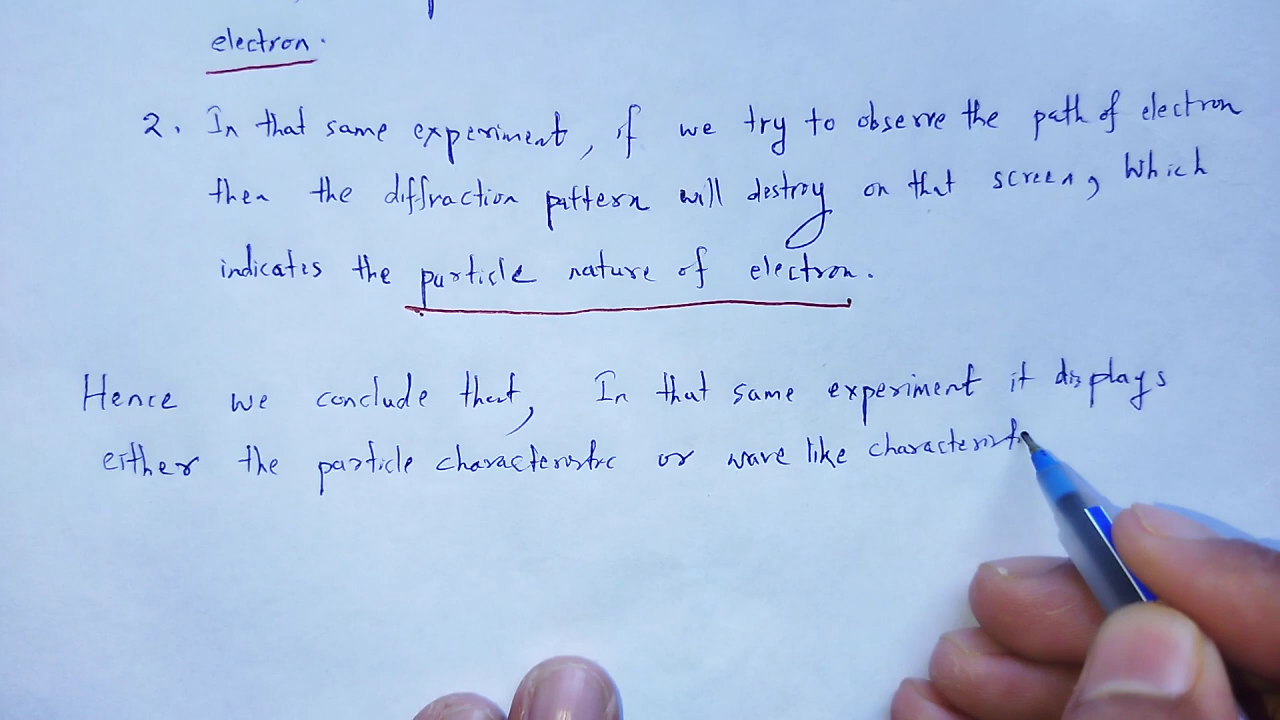 electron.
2. In that same experiment, if we try to observe the path of electron
then the diffraction pattern will destroy on that screen, which
indicates the particle nature of electron.
Hence we conclude that, In that same experiment it displays
either the particle characteristic or wave like characteristi